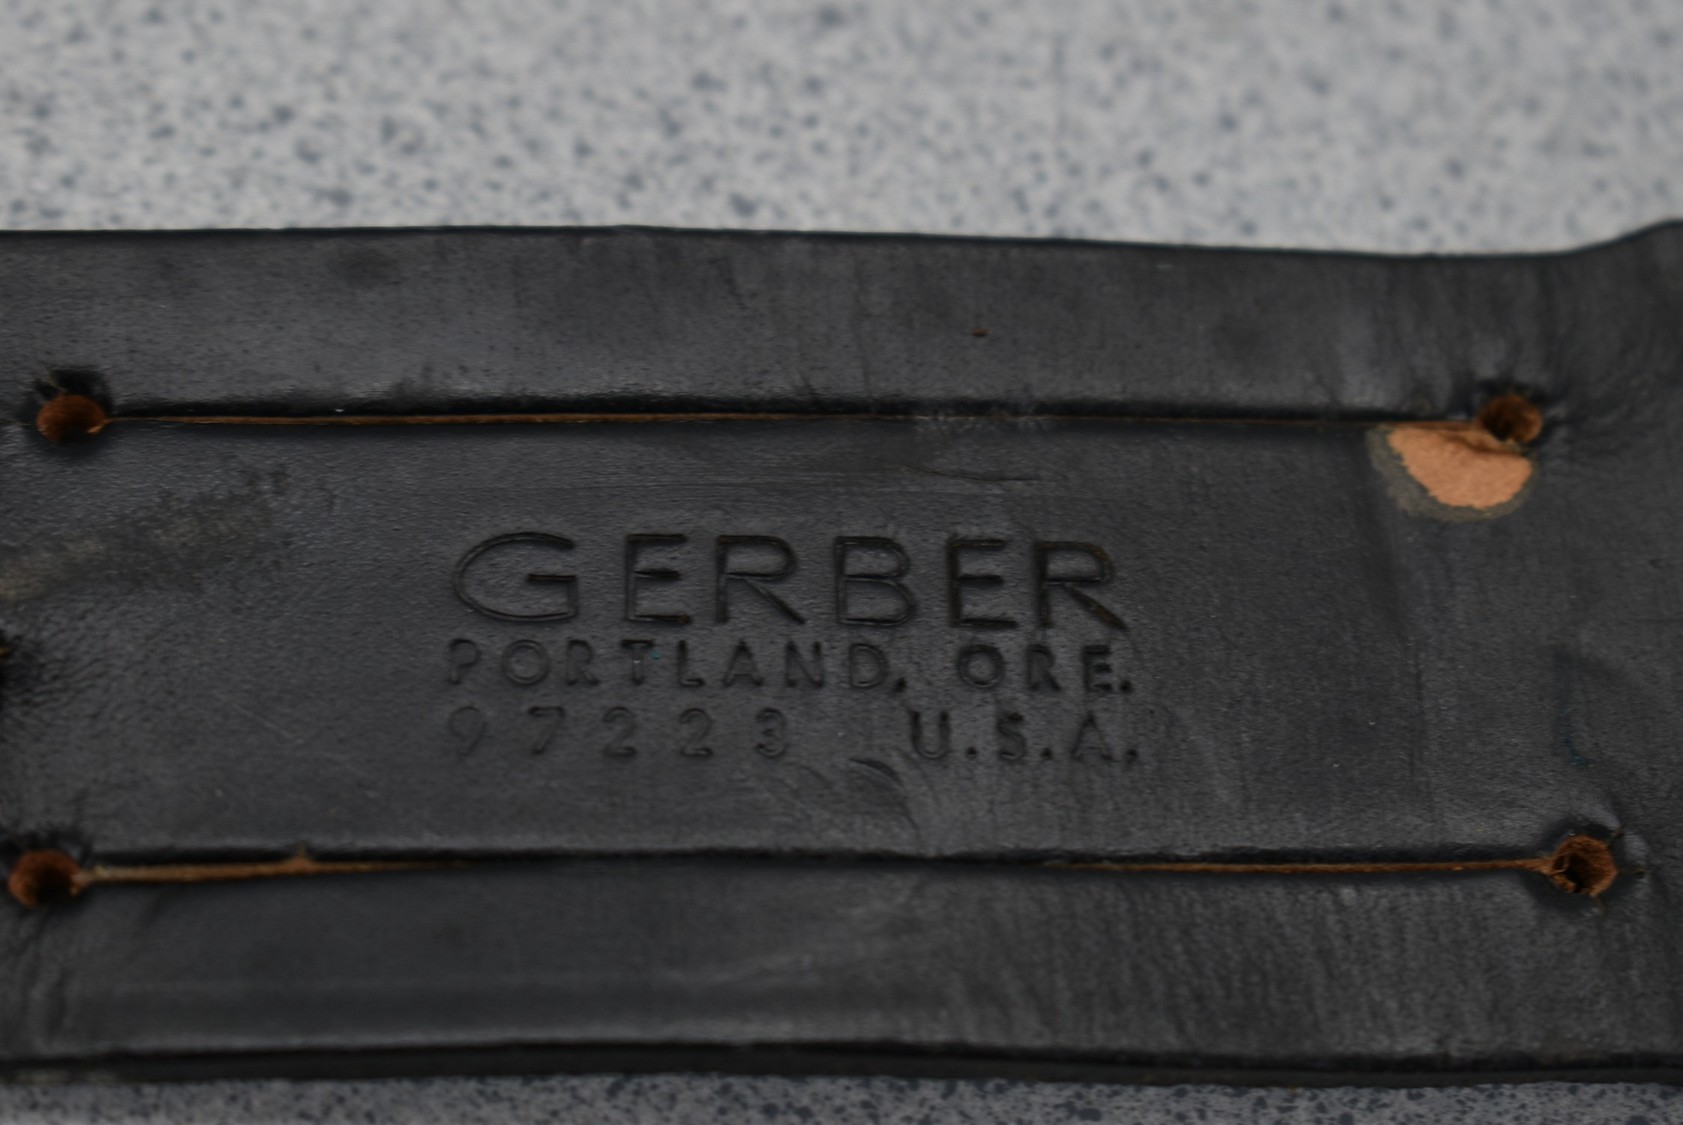 GERBER
PORTLAND, ORE.
97223 U.S.A.